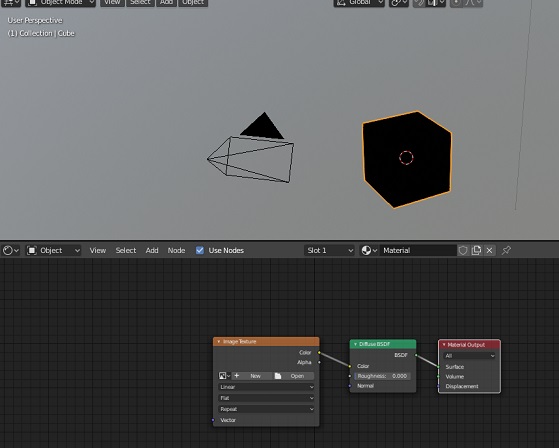 Object Mode View Select Add Object Global
User Perspective
(1) Collection | Cube
Object View Select Add Node Use Nodes Slot 1 Material
Image Texture
Color
Alpha
New Open
Linear
Flat
Repeat
Vector
Diffuse BSDF
BSDF
Color
Roughness: 0.000
Normal
Material Output
All
Surface
Volume
Displacement